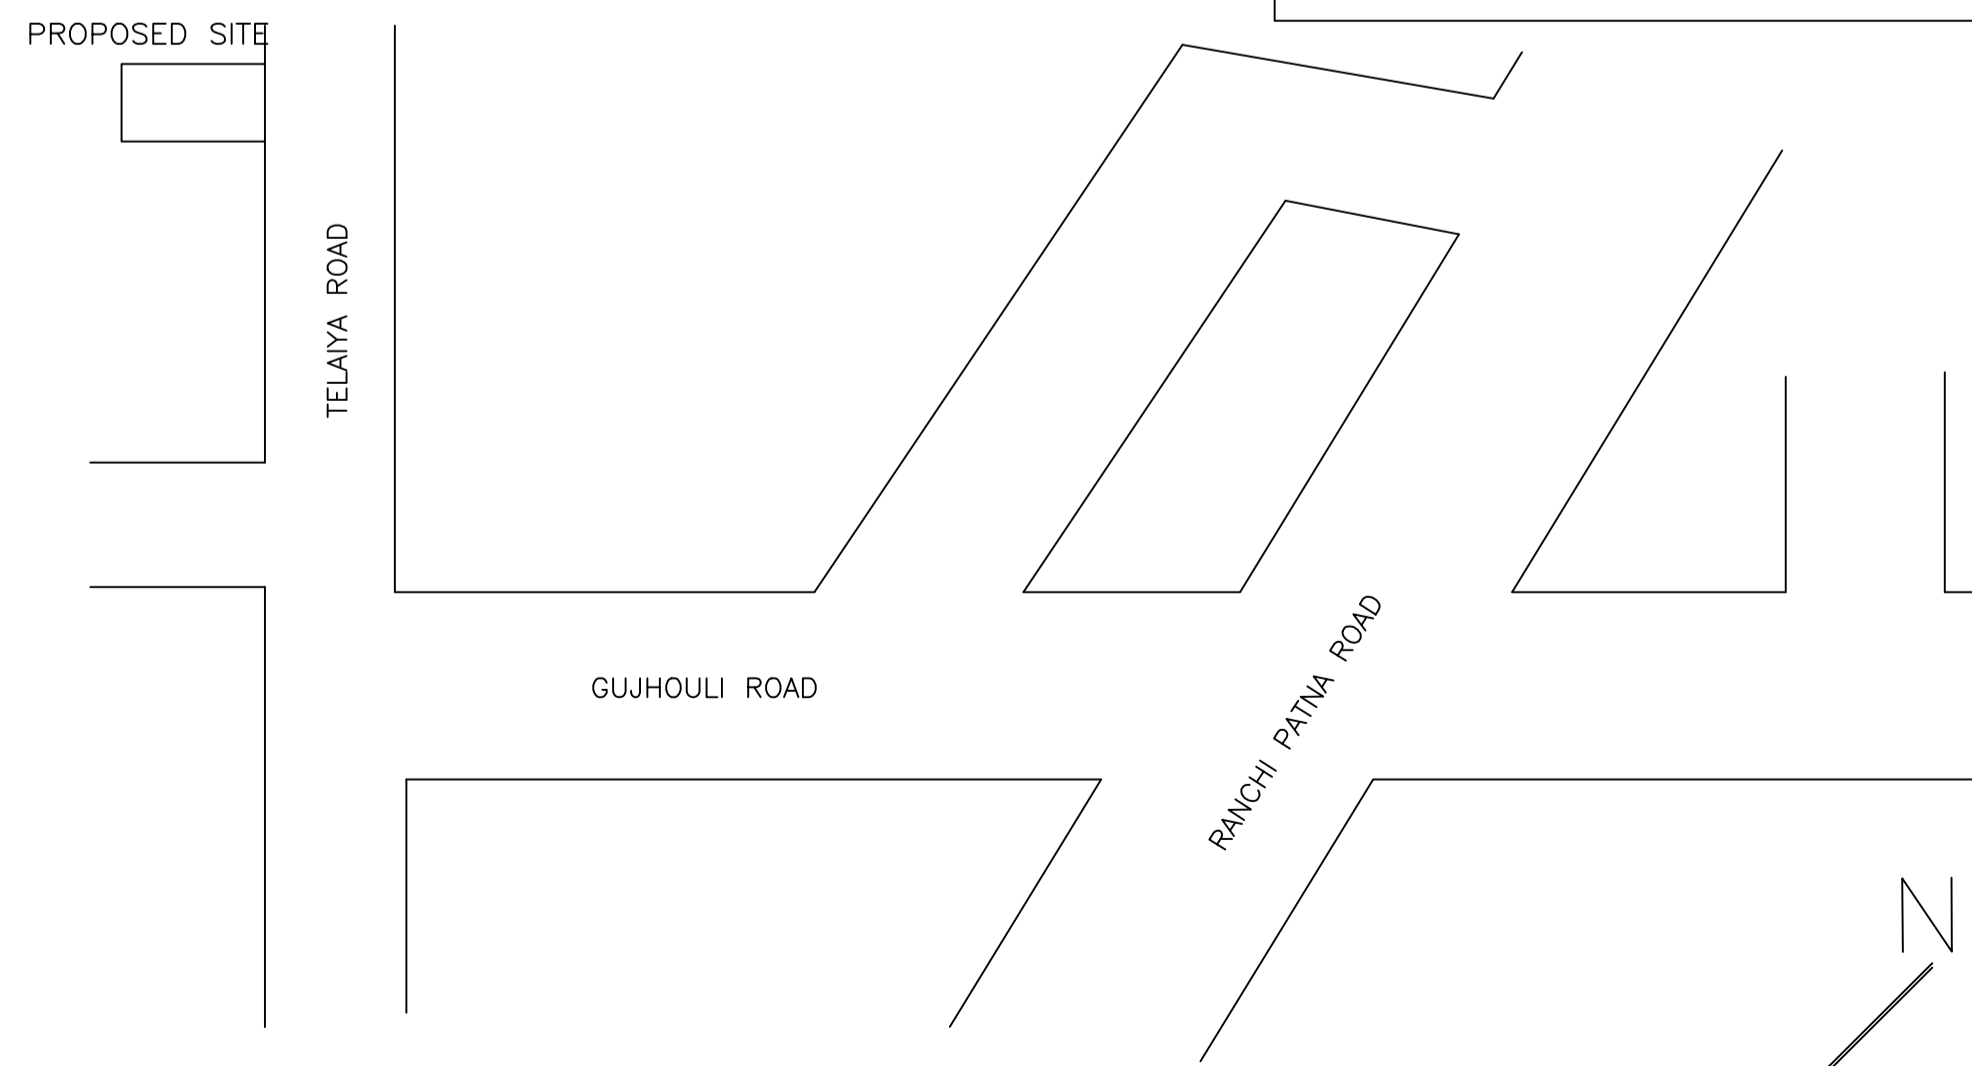 PROPOSED SITE
TELAIYA ROAD
GUJHOULI ROAD
RANCHI PATNA ROAD
N